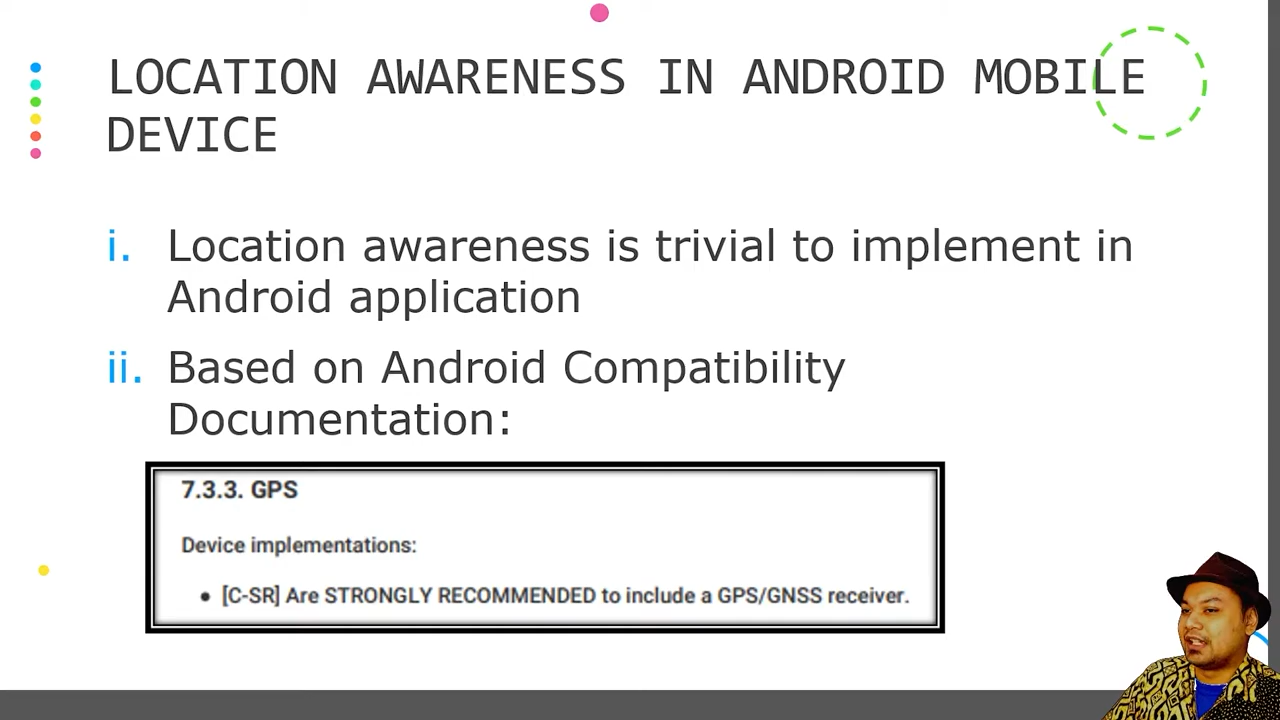 LOCATION AWARENESS IN ANDROID MOBILE
DEVICE
i. Location awareness is trivial to implement in
Android application
ii. Based on Android Compatibility
Documentation:
7.3.3. GPS
Device implementations:
• [C-SR] Are STRONGLY RECOMMENDED to include a GPS/GNSS receiver.